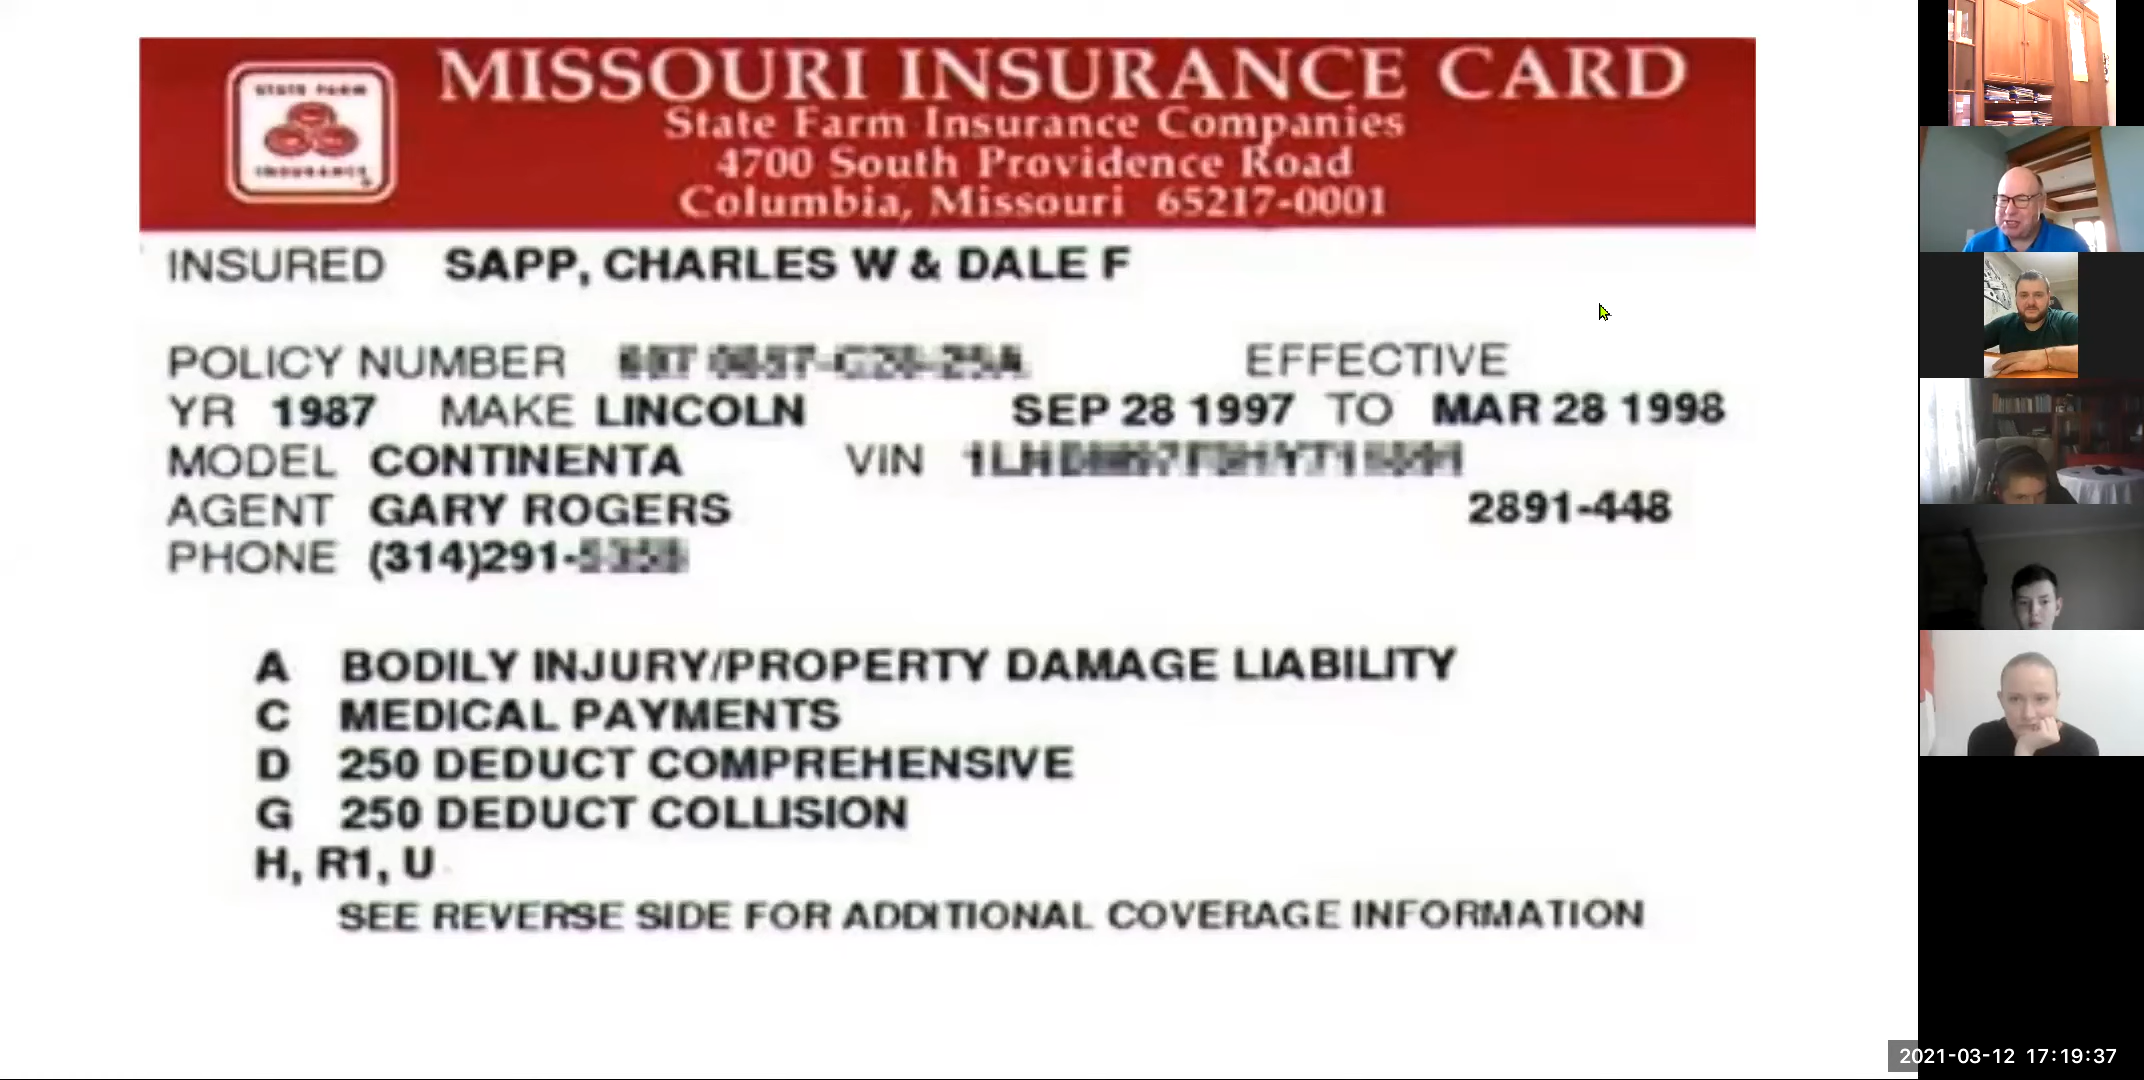 STATE FARM
INSURANCE
MISSOURI INSURANCE CARD
State Farm Insurance Companies
4700 South Providence Road
Columbia, Missouri 65217-0001
INSURED SAPP, CHARLES W & DALE F
POLICY NUMBER EFFECTIVE
YR 1987 MAKE LINCOLN SEP 28 1997 TO MAR 28 1998
MODEL CONTINENTA VIN
AGENT GARY ROGERS 2891-448
PHONE (314)291-
A BODILY INJURY/PROPERTY DAMAGE LIABILITY
C MEDICAL PAYMENTS
D 250 DEDUCT COMPREHENSIVE
G 250 DEDUCT COLLISION
H, R1, U
SEE REVERSE SIDE FOR ADDITIONAL COVERAGE INFORMATION
2021-03-12 17:19:37